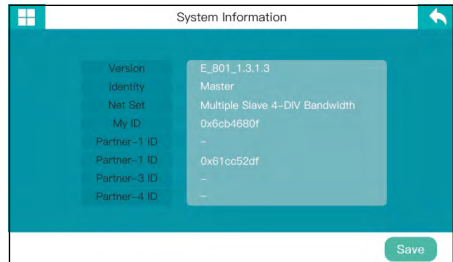 System Information
Version E_801_1.3.1.3
Identity Master
Net Set Multiple Slave 4-DIV Bandwidth
My ID 0x6cb4680f
Partner-1 ID -
Partner-1 ID 0x61cc52df
Partner-3 ID -
Partner-4 ID -
Save